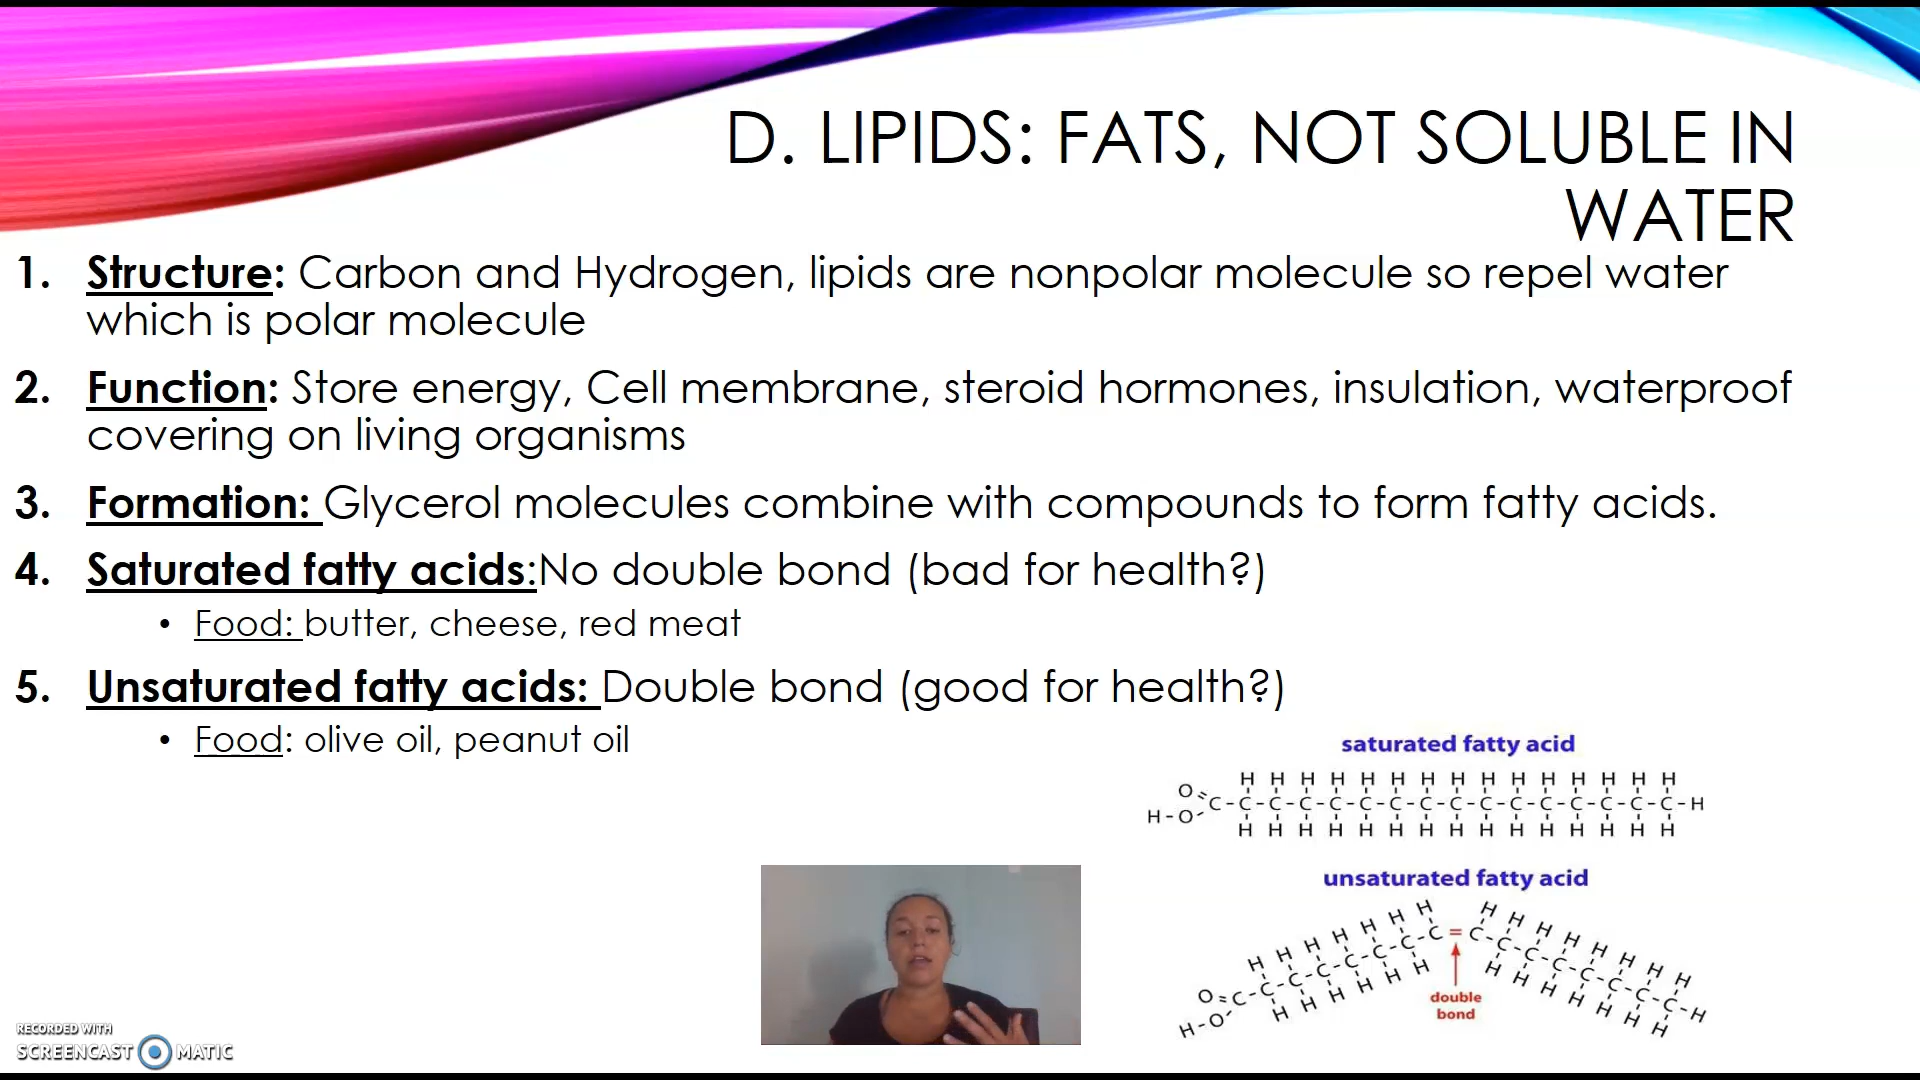 D. LIPIDS: FATS, NOT SOLUBLE IN
WATER
1. Structure: Carbon and Hydrogen, lipids are nonpolar molecule so repel water
which is polar molecule
2. Function: Store energy, Cell membrane, steroid hormones, insulation, waterproof
covering on living organisms
3. Formation: Glycerol molecules combine with compounds to form fatty acids.
4. Saturated fatty acids:No double bond (bad for health?)
• Food: butter, cheese, red meat
5. Unsaturated fatty acids: Double bond (good for health?)
• Food: olive oil, peanut oil
saturated fatty acid
H H H H H H H H H H H H H H H
O=C-C-C-C-C-C-C-C-C-C-C-C-C-C-C-C-H
H-O-
H H H H H H H H H H H H H H H
unsaturated fatty acid
H H H H H H H H H H H H H H H
O=C-C-C-C-C-C-C-C=C-C-C-C-C-C-C-C-H
H-O
H H H H H H H H H H H H H
double
bond
RECORDED WITH
SCREENCAST MATIC